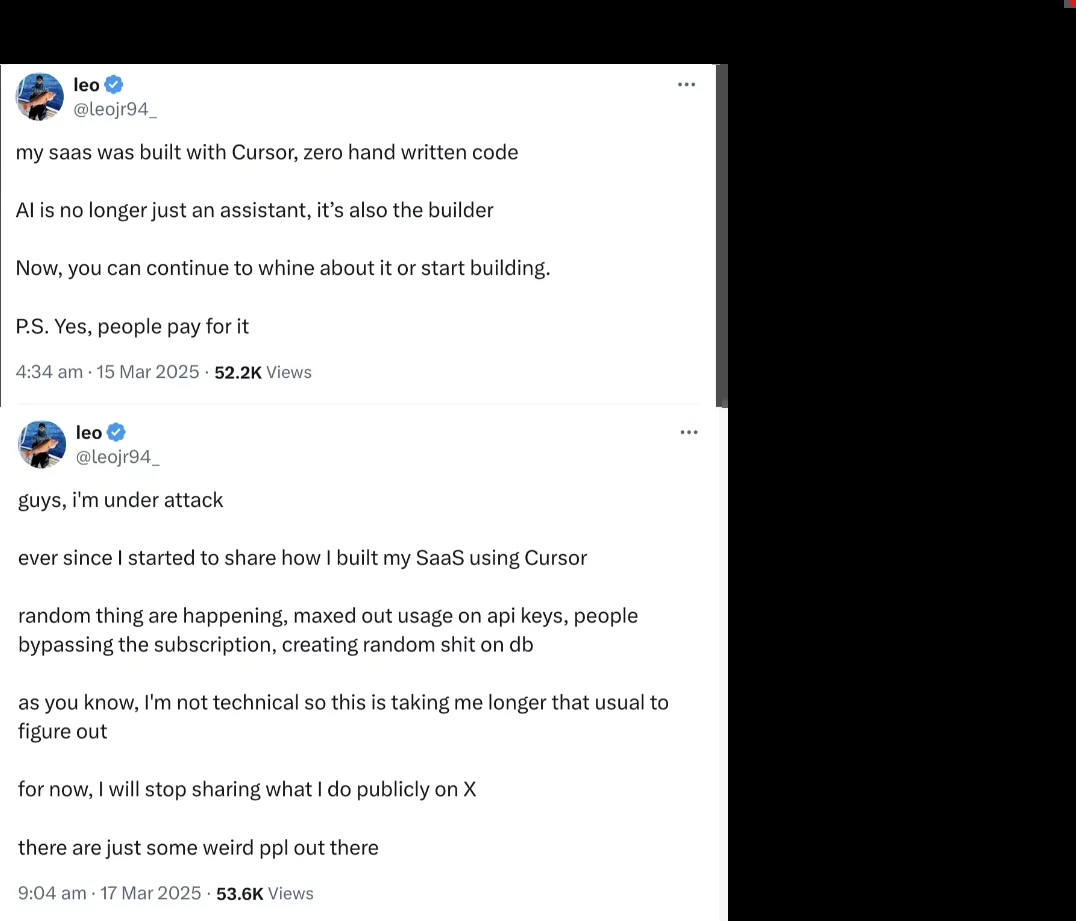 leo
@leojr94_
my saas was built with Cursor, zero hand written code
AI is no longer just an assistant, it’s also the builder
Now, you can continue to whine about it or start building.
P.S. Yes, people pay for it
4:34 am · 15 Mar 2025 · 52.2K Views
leo
@leojr94_
guys, i'm under attack
ever since I started to share how I built my SaaS using Cursor
random thing are happening, maxed out usage on api keys, people
bypassing the subscription, creating random shit on db
as you know, I'm not technical so this is taking me longer that usual to
figure out
for now, I will stop sharing what I do publicly on X
there are just some weird ppl out there
9:04 am · 17 Mar 2025 · 53.6K Views